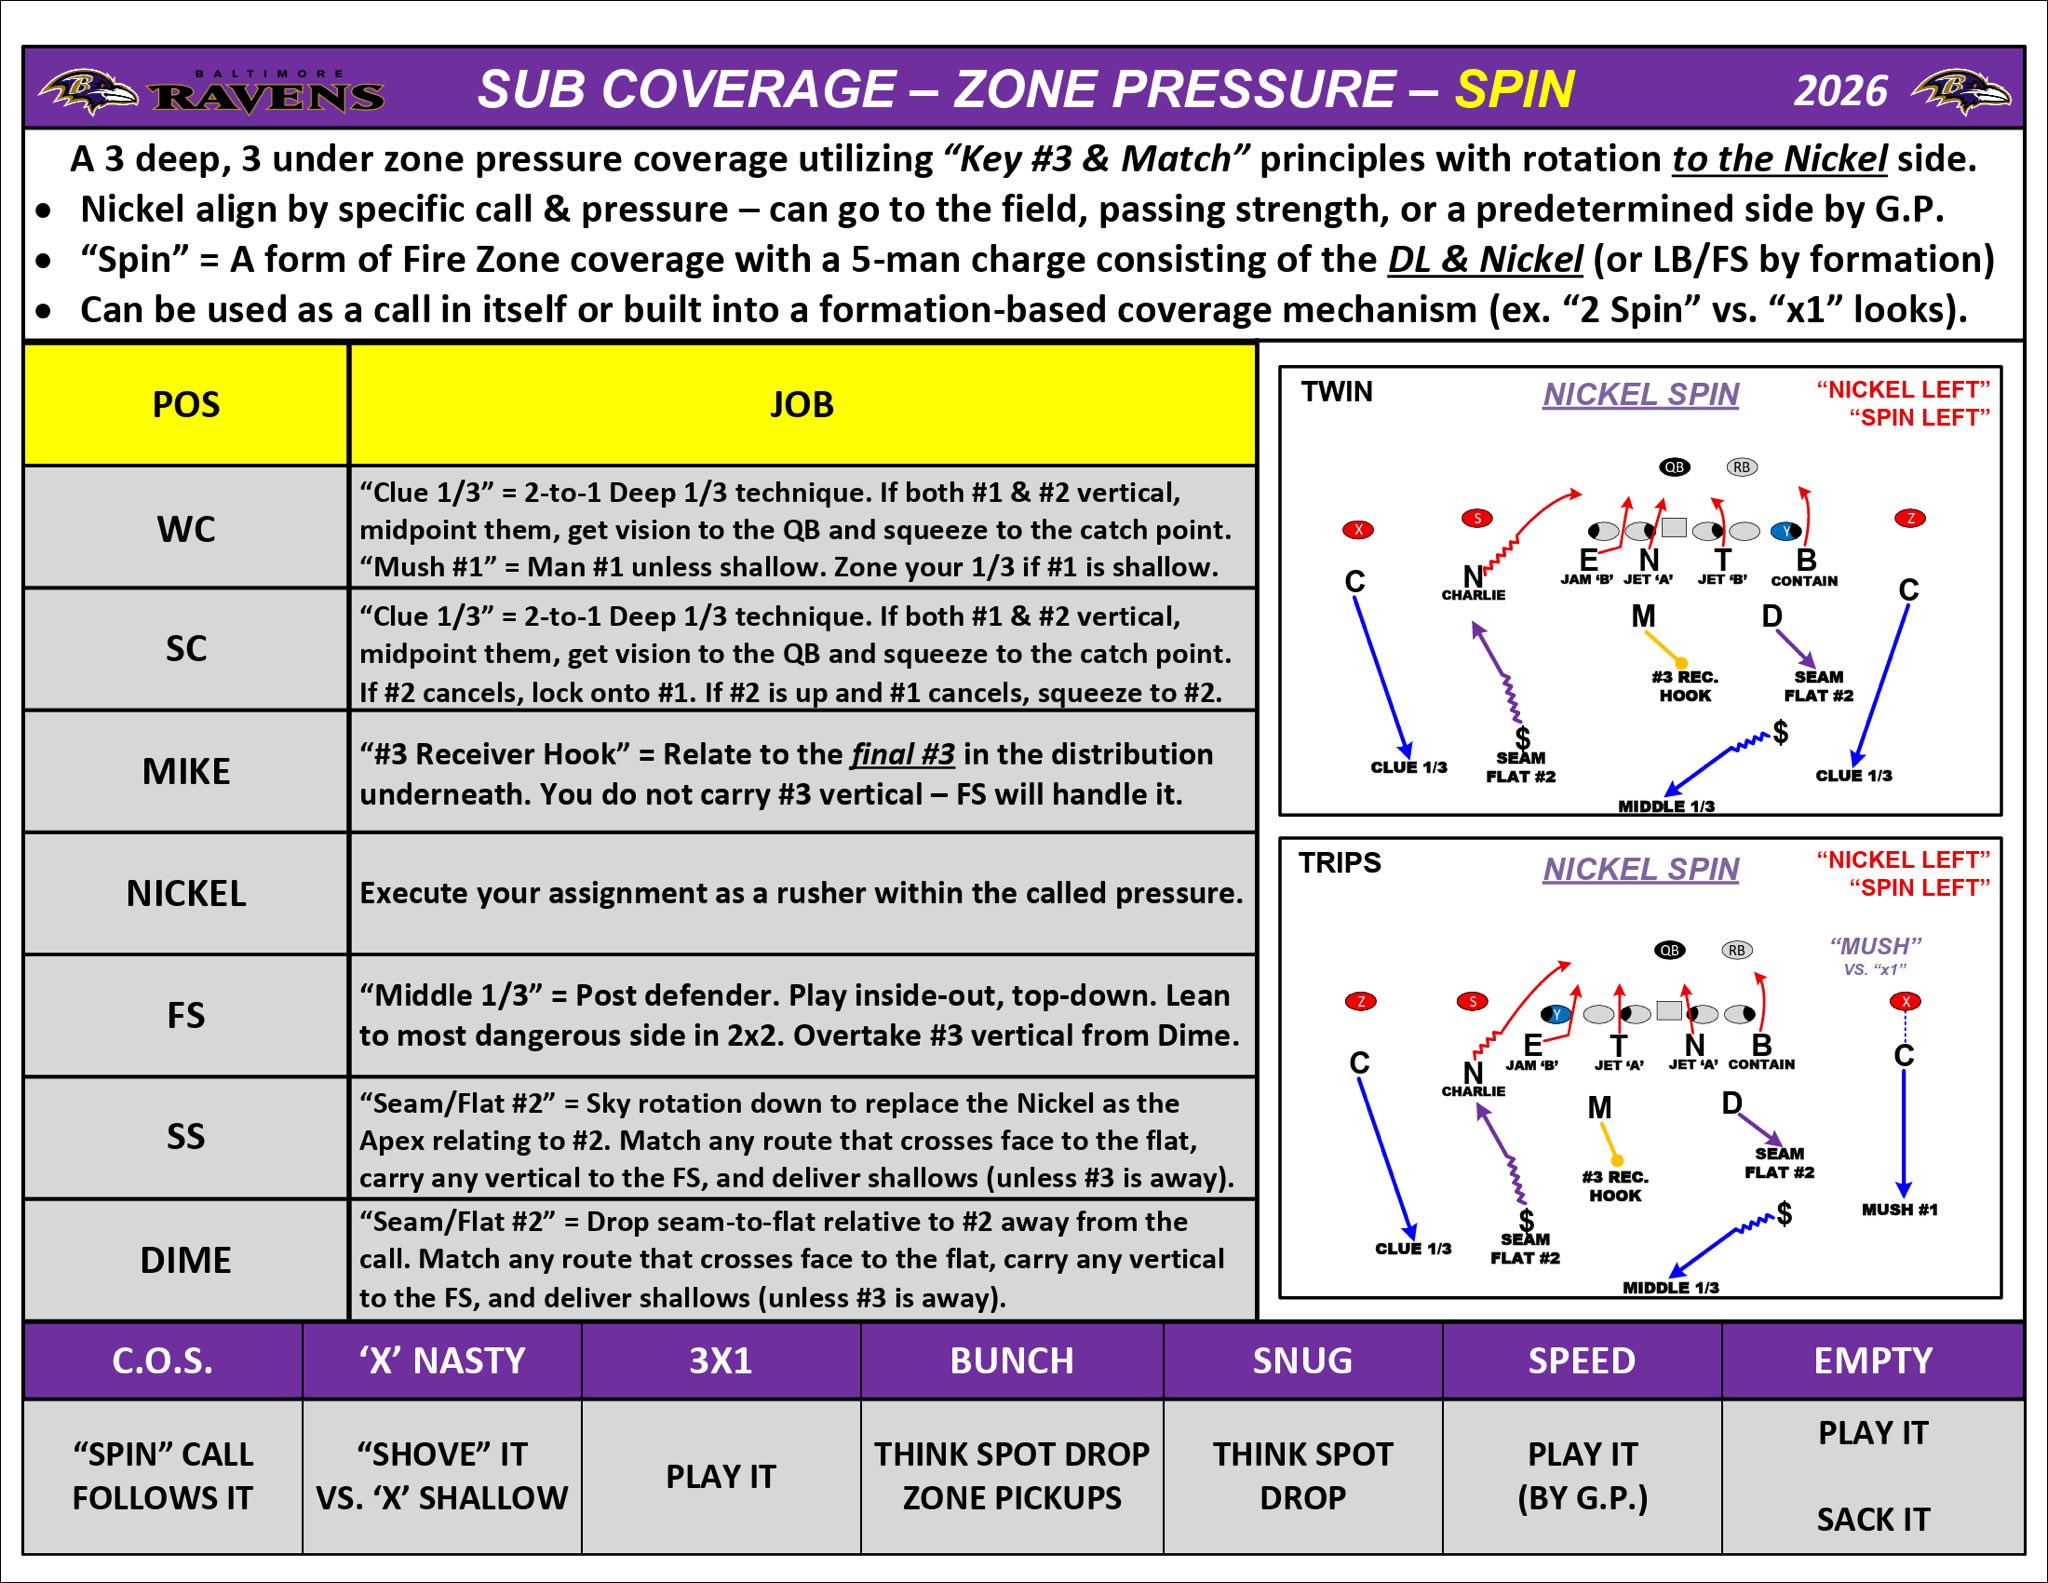 BALTIMORE
RAVENS
SUB COVERAGE – ZONE PRESSURE – SPIN
2026
A 3 deep, 3 under zone pressure coverage utilizing “Key #3 & Match” principles with rotation to the Nickel side.
• Nickel align by specific call & pressure – can go to the field, passing strength, or a predetermined side by G.P.
• “Spin” = A form of Fire Zone coverage with a 5-man charge consisting of the DL & Nickel (or LB/FS by formation)
• Can be used as a call in itself or built into a formation-based coverage mechanism (ex. “2 Spin” vs. “x1” looks).
POS
JOB
WC
“Clue 1/3” = 2-to-1 Deep 1/3 technique. If both #1 & #2 vertical,
midpoint them, get vision to the QB and squeeze to the catch point.
“Mush #1” = Man #1 unless shallow. Zone your 1/3 if #1 is shallow.
SC
“Clue 1/3” = 2-to-1 Deep 1/3 technique. If both #1 & #2 vertical,
midpoint them, get vision to the QB and squeeze to the catch point.
If #2 cancels, lock onto #1. If #2 is up and #1 cancels, squeeze to #2.
MIKE
“#3 Receiver Hook” = Relate to the final #3 in the distribution
underneath. You do not carry #3 vertical – FS will handle it.
NICKEL
Execute your assignment as a rusher within the called pressure.
FS
“Middle 1/3” = Post defender. Play inside-out, top-down. Lean
to most dangerous side in 2x2. Overtake #3 vertical from Dime.
SS
“Seam/Flat #2” = Sky rotation down to replace the Nickel as the
Apex relating to #2. Match any route that crosses face to the flat,
carry any vertical to the FS, and deliver shallows (unless #3 is away).
DIME
“Seam/Flat #2” = Drop seam-to-flat relative to #2 away from the
call. Match any route that crosses face to the flat, carry any vertical
to the FS, and deliver shallows (unless #3 is away).
TWIN
NICKEL SPIN
“NICKEL LEFT”
“SPIN LEFT”
QB
RB
X
S
Y
Z
E
N
T
B
JAM ‘B’
JET ‘A’
JET ‘B’
CONTAIN
C
N
CHARLIE
C
M
D
#3 REC.
HOOK
SEAM
FLAT #2
$
$
SEAM
FLAT #2
CLUE 1/3
CLUE 1/3
MIDDLE 1/3
TRIPS
NICKEL SPIN
“NICKEL LEFT”
“SPIN LEFT”
“MUSH”
VS. “x1”
QB
RB
Z
S
Y
X
E
T
N
B
JAM ‘B’
JET ‘A’
JET ‘A’
CONTAIN
C
N
CHARLIE
C
M
D
#3 REC.
HOOK
SEAM
FLAT #2
MUSH #1
$
$
SEAM
FLAT #2
CLUE 1/3
MIDDLE 1/3
C.O.S.
‘X’ NASTY
3X1
BUNCH
SNUG
SPEED
EMPTY
“SPIN” CALL
FOLLOWS IT
“SHOVE” IT
VS. ‘X’ SHALLOW
PLAY IT
THINK SPOT DROP
ZONE PICKUPS
THINK SPOT
DROP
PLAY IT
(BY G.P.)
PLAY IT
SACK IT